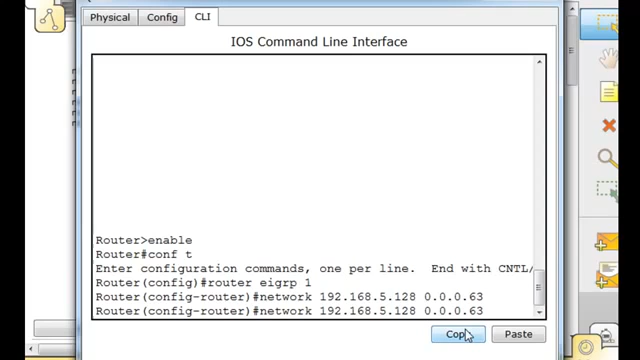 Physical Config CLI
IOS Command Line Interface
Router>enable
Router#conf t
Enter configuration commands, one per line.  End with CNTL/
Router(config)#router eigrp 1
Router(config-router)#network 192.168.5.128 0.0.0.63
Router(config-router)#network 192.168.5.128 0.0.0.63
Copy Paste